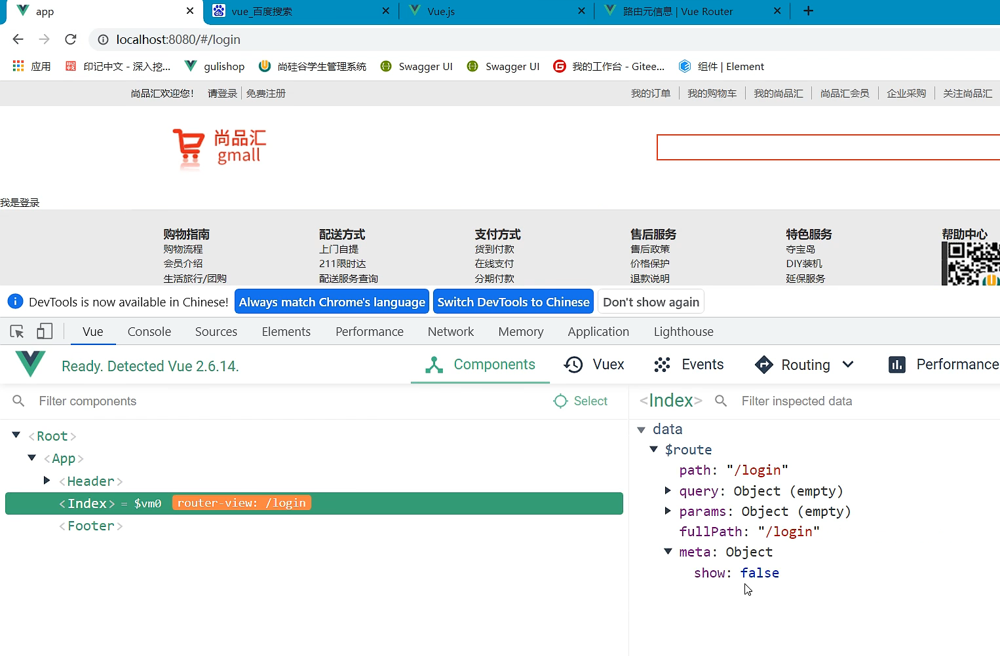 app
vue_百度搜索
Vue.js
路由元信息 | Vue Router
localhost:8080/#/login
应用
印记中文 - 深入挖...
gulishop
尚硅谷学生管理系统
Swagger UI
Swagger UI
我的工作台 - Gitee...
组件 | Element
尚品汇欢迎您！
请登录
免费注册
我的订单
我的购物车
我的尚品汇
尚品汇会员
企业采购
关注尚品汇
尚品汇
gmall
我是登录
购物指南
配送方式
支付方式
售后服务
特色服务
帮助中心
购物流程
上门自提
货到付款
售后政策
夺宝岛
会员介绍
211限时达
在线支付
价格保护
DIY装机
生活旅行/团购
配送服务查询
分期付款
退款说明
延保服务
DevTools is now available in Chinese!
Always match Chrome's language
Switch DevTools to Chinese
Don't show again
Vue
Console
Sources
Elements
Performance
Network
Memory
Application
Lighthouse
Ready. Detected Vue 2.6.14.
Components
Vuex
Events
Routing
Performance
Filter components
Select
<Index>
Filter inspected data
<Root>
<App>
<Header>
<Index> = $vm0 router-view: /login
<Footer>
data
$route
path: "/login"
query: Object (empty)
params: Object (empty)
fullPath: "/login"
meta: Object
show: false